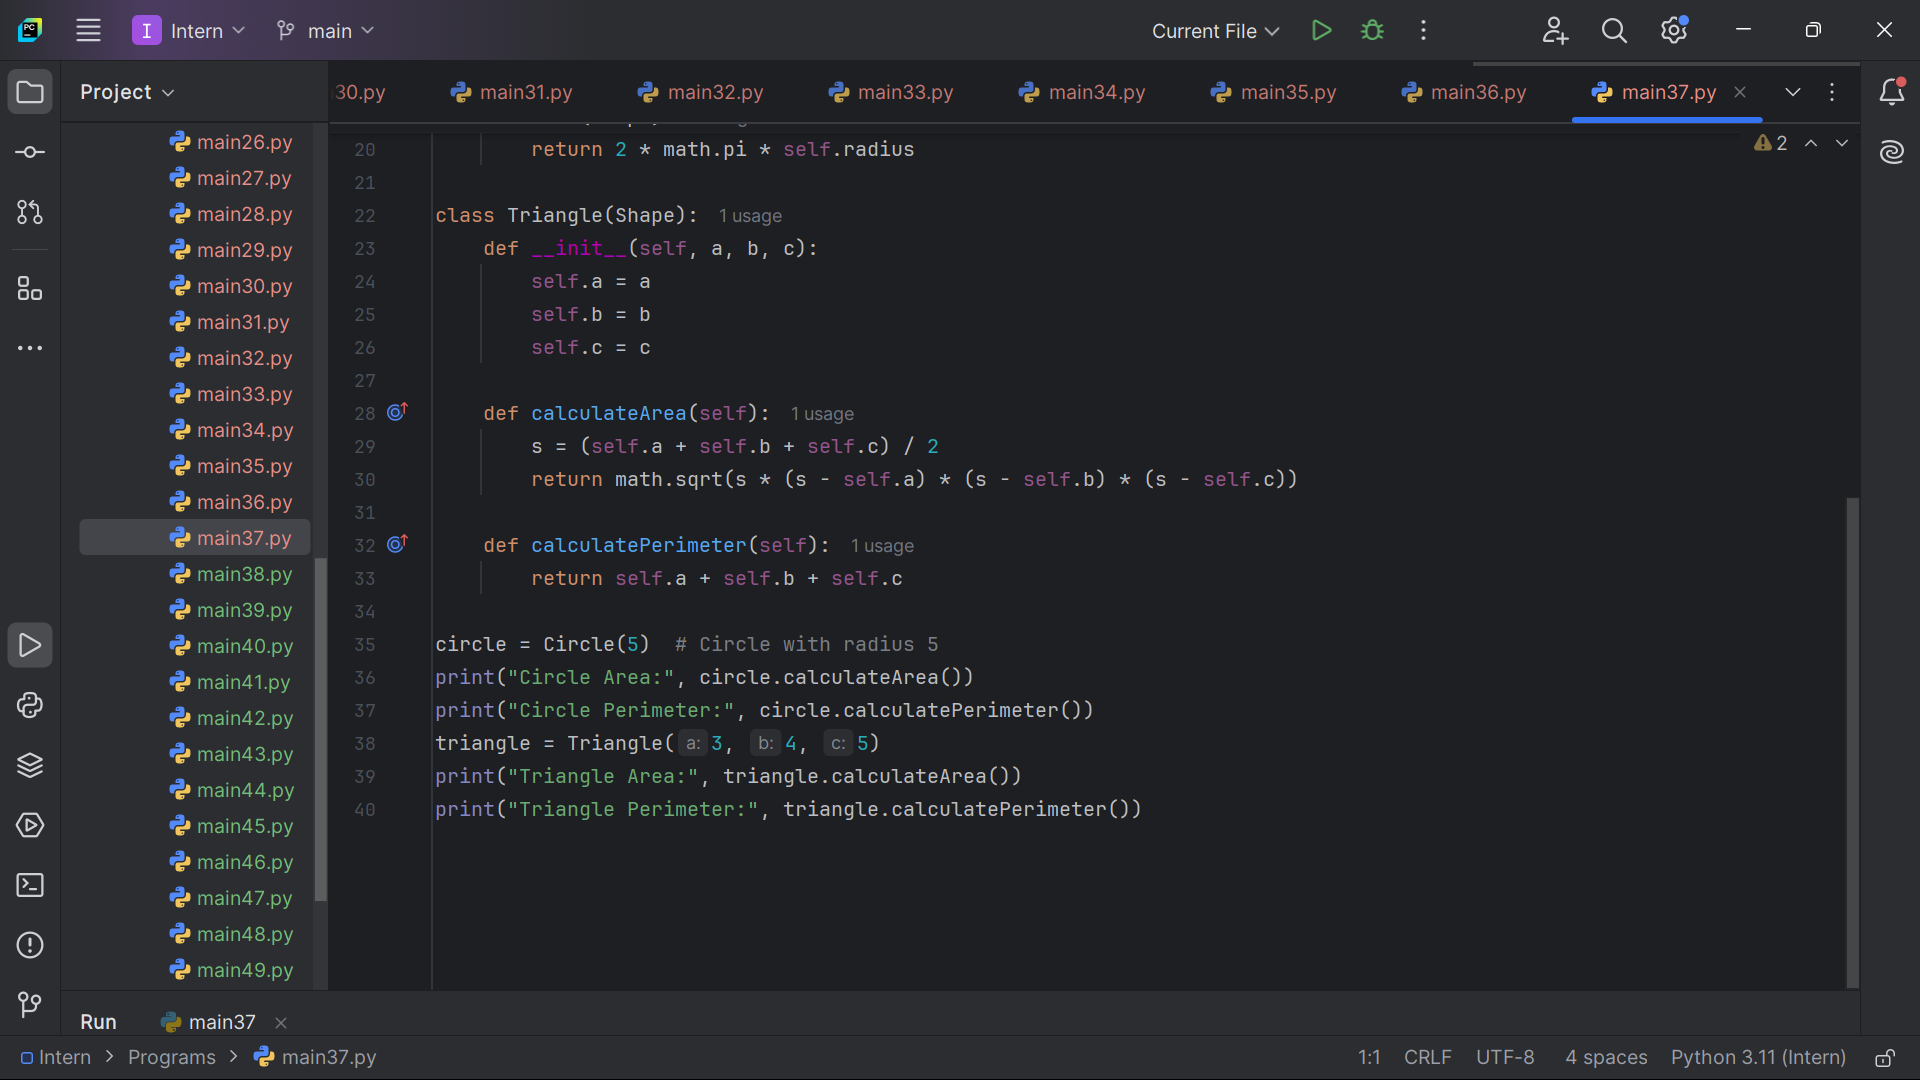 PC
I Intern main Current File
Project
30.py main31.py main32.py main33.py main34.py main35.py main36.py main37.py
main26.py
main27.py
main28.py
main29.py
main30.py
main31.py
main32.py
main33.py
main34.py
main35.py
main36.py
main37.py
main38.py
main39.py
main40.py
main41.py
main42.py
main43.py
main44.py
main45.py
main46.py
main47.py
main48.py
main49.py
2
20 return 2 * math.pi * self.radius
21
22 class Triangle(Shape): 1 usage
23 def __init__(self, a, b, c):
24 self.a = a
25 self.b = b
26 self.c = c
27
28 def calculateArea(self): 1 usage
29 s = (self.a + self.b + self.c) / 2
30 return math.sqrt(s * (s - self.a) * (s - self.b) * (s - self.c))
31
32 def calculatePerimeter(self): 1 usage
33 return self.a + self.b + self.c
34
35 circle = Circle(5) # Circle with radius 5
36 print("Circle Area:", circle.calculateArea())
37 print("Circle Perimeter:", circle.calculatePerimeter())
38 triangle = Triangle( a: 3, b: 4, c: 5)
39 print("Triangle Area:", triangle.calculateArea())
40 print("Triangle Perimeter:", triangle.calculatePerimeter())
Run main37
Intern > Programs > main37.py 1:1 CRLF UTF-8 4 spaces Python 3.11 (Intern)